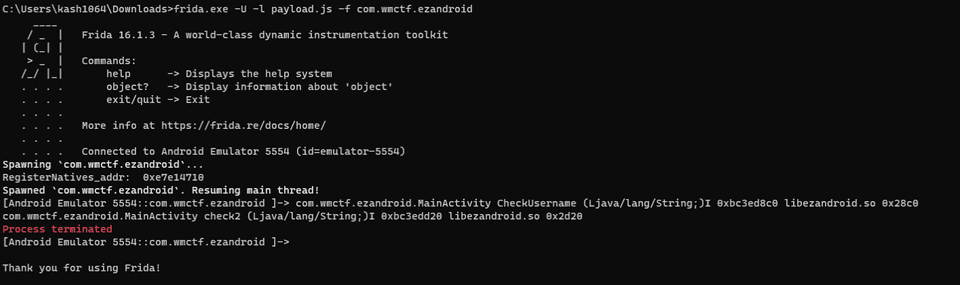 C:\Users\kash1064\Downloads>frida.exe -U -l payload.js -f com.wmctf.ezandroid
     ____
    / _  |   Frida 16.1.3 - A world-class dynamic instrumentation toolkit
   | (_| |
    > _  |   Commands:
   /_/ |_|       help      -> Displays the help system
   . . . .       object?   -> Display information about 'object'
   . . . .       exit/quit -> Exit
   . . . .
   . . . .   More info at https://frida.re/docs/home/
   . . . .
   . . . .   Connected to Android Emulator 5554 (id=emulator-5554)
Spawning `com.wmctf.ezandroid`...
RegisterNatives_addr:  0xe7e14710
Spawned `com.wmctf.ezandroid`. Resuming main thread!
[Android Emulator 5554::com.wmctf.ezandroid ]-> com.wmctf.ezandroid.MainActivity CheckUsername (Ljava/lang/String;)I 0xbc3ed8c0 libezandroid.so 0x28c0
com.wmctf.ezandroid.MainActivity check2 (Ljava/lang/String;)I 0xbc3edd20 libezandroid.so 0x2d20
Process terminated
[Android Emulator 5554::com.wmctf.ezandroid ]->

Thank you for using Frida!